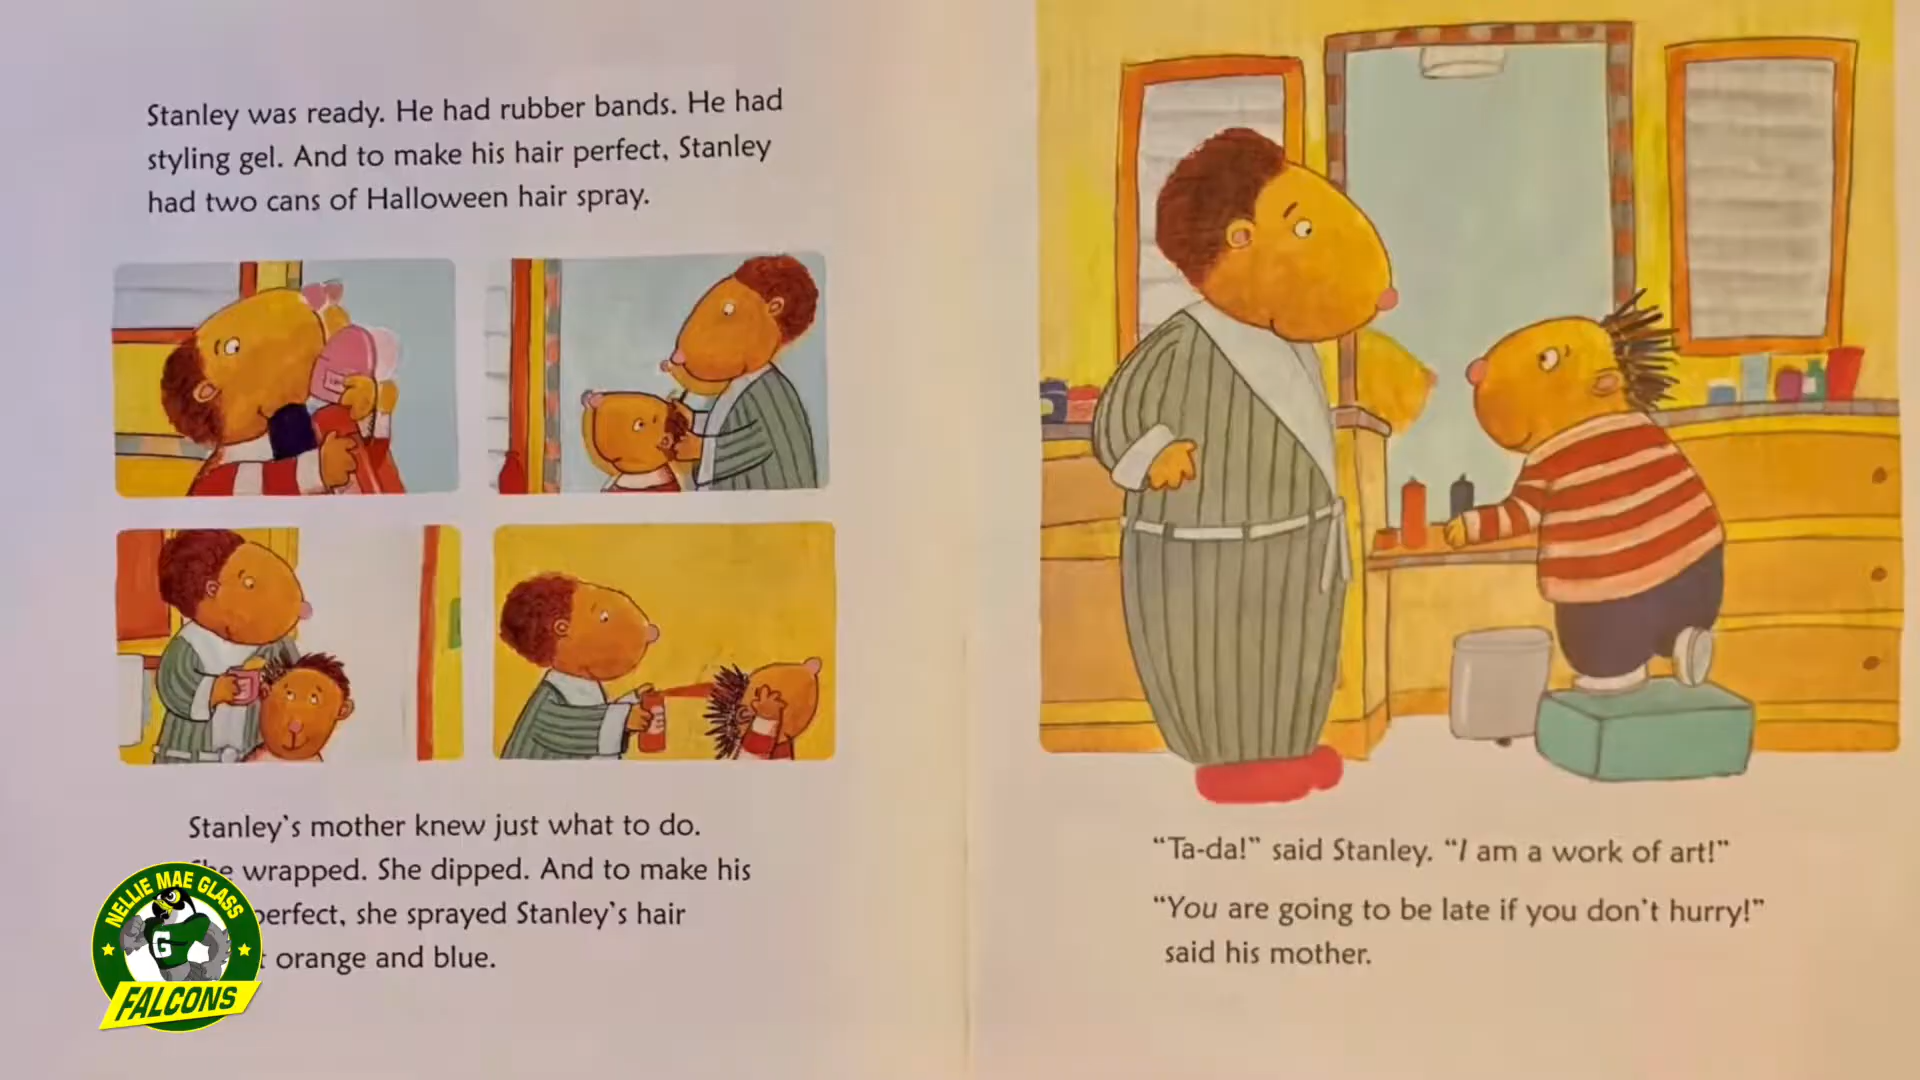 Stanley was ready. He had rubber bands. He had
styling gel. And to make his hair perfect, Stanley
had two cans of Halloween hair spray.
Stanley's mother knew just what to do.
She wrapped. She dipped. And to make his
perfect, she sprayed Stanley's hair
orange and blue.
"Ta-da!" said Stanley. "I am a work of art!"
"You are going to be late if you don't hurry!"
said his mother.
NELLIE MAE GLASS
G
FALCONS